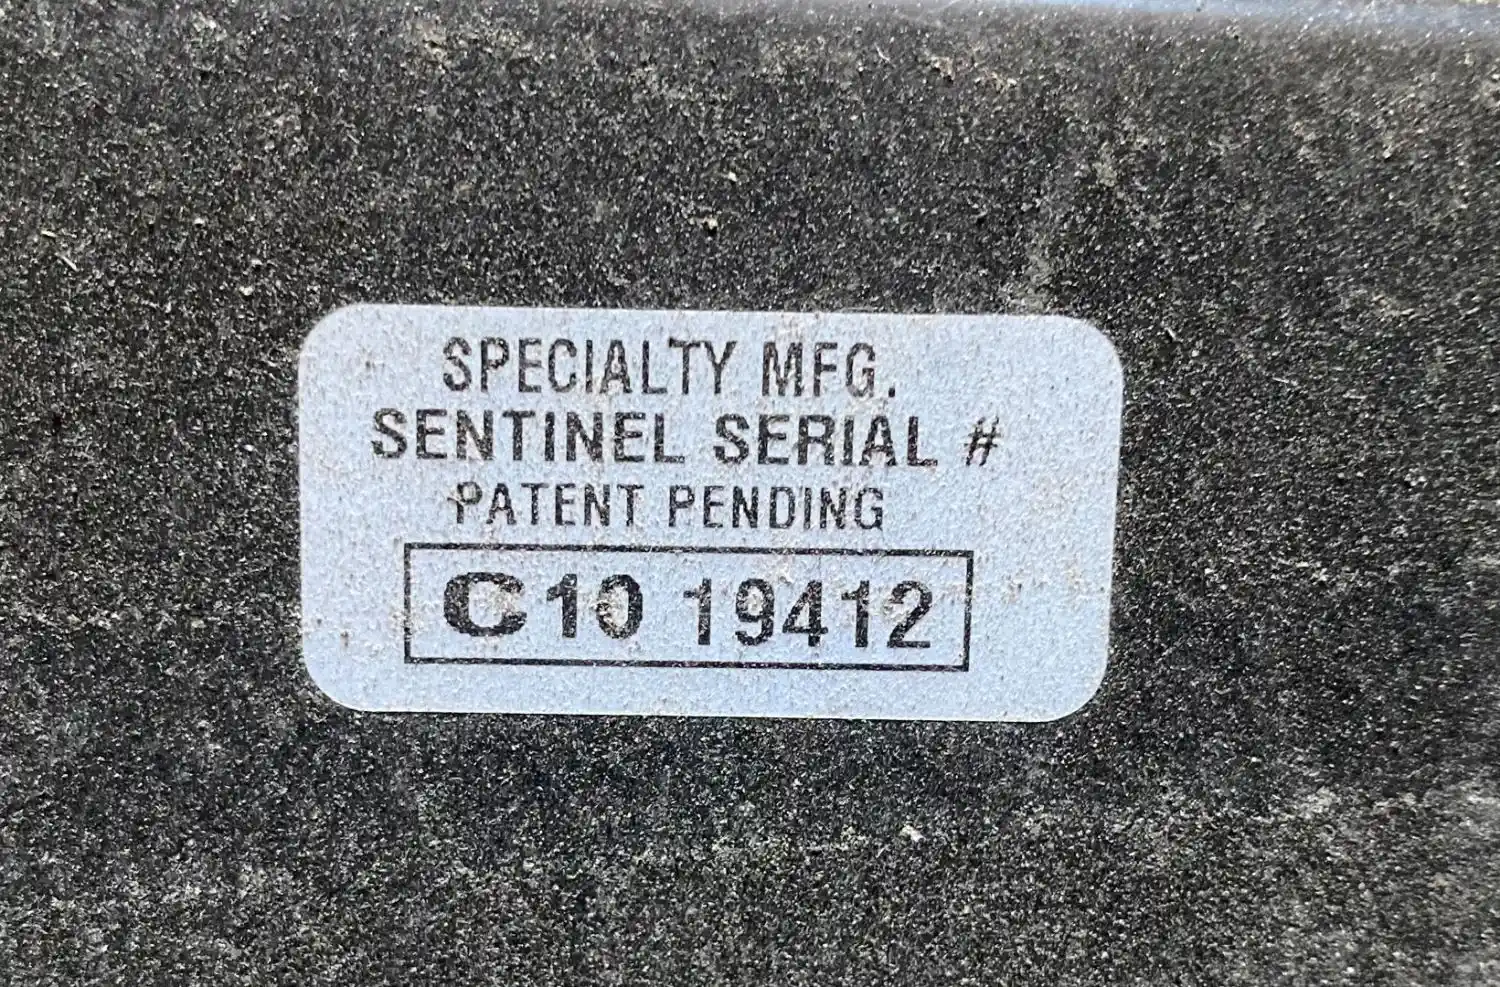 SPECIALTY MFG.
SENTINEL SERIAL #
PATENT PENDING
C10 19412